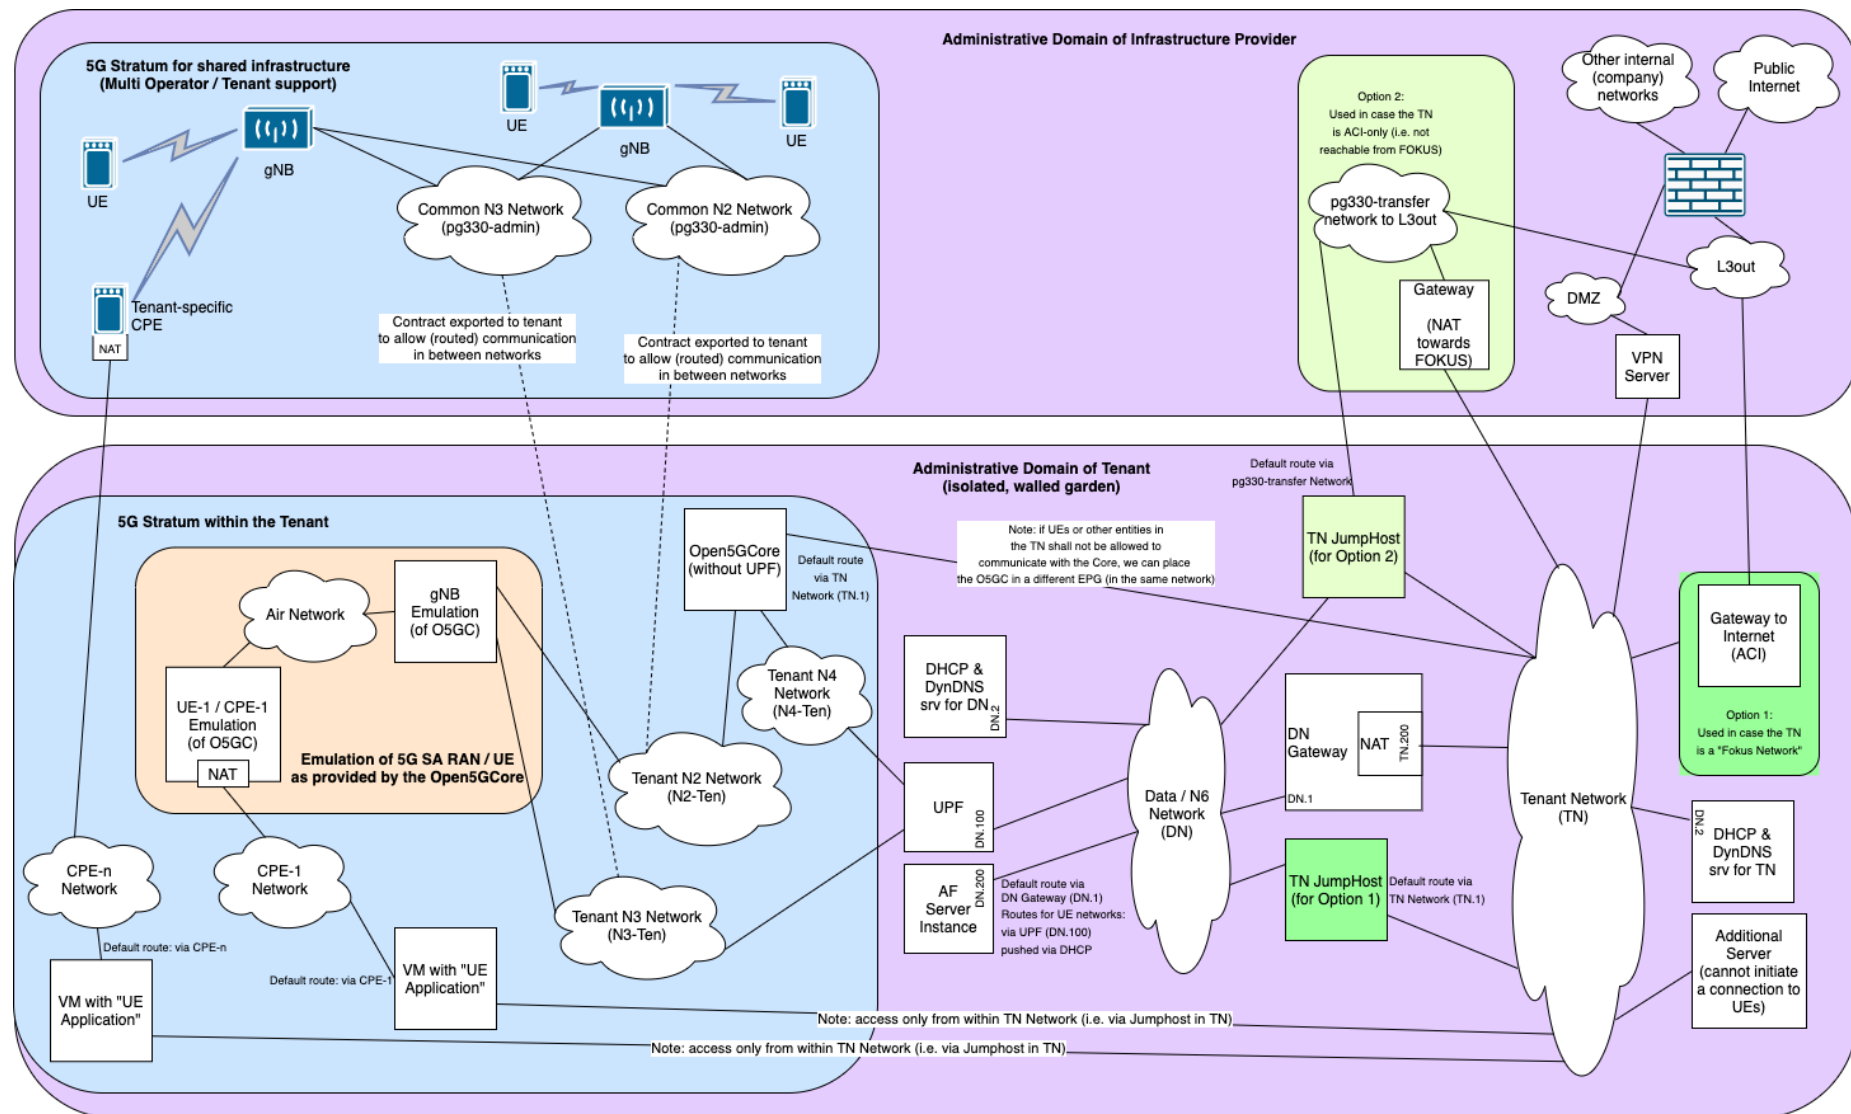 Administrative Domain of Infrastructure Provider
5G Stratum for shared infrastructure
(Multi Operator / Tenant support)
UE
gNB
UE
UE
gNB
UE
Tenant-specific
CPE
NAT
Common N3 Network
(pg330-admin)
Common N2 Network
(pg330-admin)
Contract exported to tenant
to allow (routed) communication
in between networks
Contract exported to tenant
to allow (routed) communication
in between networks
Option 2:
Used in case the TN
is ACI-only (i.e. not
reachable from FOKUS)
pg330-transfer
network to L3out
Gateway
(NAT
towards
FOKUS)
Other internal
(company)
networks
Public
Internet
L3out
DMZ
VPN
Server
Administrative Domain of Tenant
(isolated, walled garden)
5G Stratum within the Tenant
Air Network
gNB
Emulation
(of O5GC)
UE-1 / CPE-1
Emulation
(of O5GC)
NAT
Emulation of 5G SA RAN / UE
as provided by the Open5GCore
Open5GCore
(without UPF)
Default route
via TN
Network (TN.1)
Tenant N4
Network
(N4-Ten)
Tenant N2 Network
(N2-Ten)
Tenant N3 Network
(N3-Ten)
CPE-n
Network
CPE-1
Network
Default route: via CPE-n
Default route: via CPE-1
VM with "UE
Application"
VM with "UE
Application"
Note: if UEs or other entities in
the TN shall not be allowed to
communicate with the Core, we can place
the O5GC in a different EPG (in the same network)
Default route via
pg330-transfer Network
TN JumpHost
(for Option 2)
DHCP &
DynDNS
srv for DN
DN.2
UPF
DN.100
AF
Server
Instance
DN.200
Default route via
DN Gateway (DN.1)
Routes for UE networks:
via UPF (DN.100)
pushed via DHCP
Data / N6
Network
(DN)
DN
Gateway
NAT
TN.200
DN.1
TN JumpHost
(for Option 1)
Default route via
TN Network (TN.1)
Tenant Network
(TN)
Gateway to
Internet
(ACI)
Option 1:
Used in case the TN
is a "Fokus Network"
DN.2
DHCP &
DynDNS
srv for TN
Additional
Server
(cannot initiate
a connection to
UEs)
Note: access only from within TN Network (i.e. via Jumphost in TN)
Note: access only from within TN Network (i.e. via Jumphost in TN)